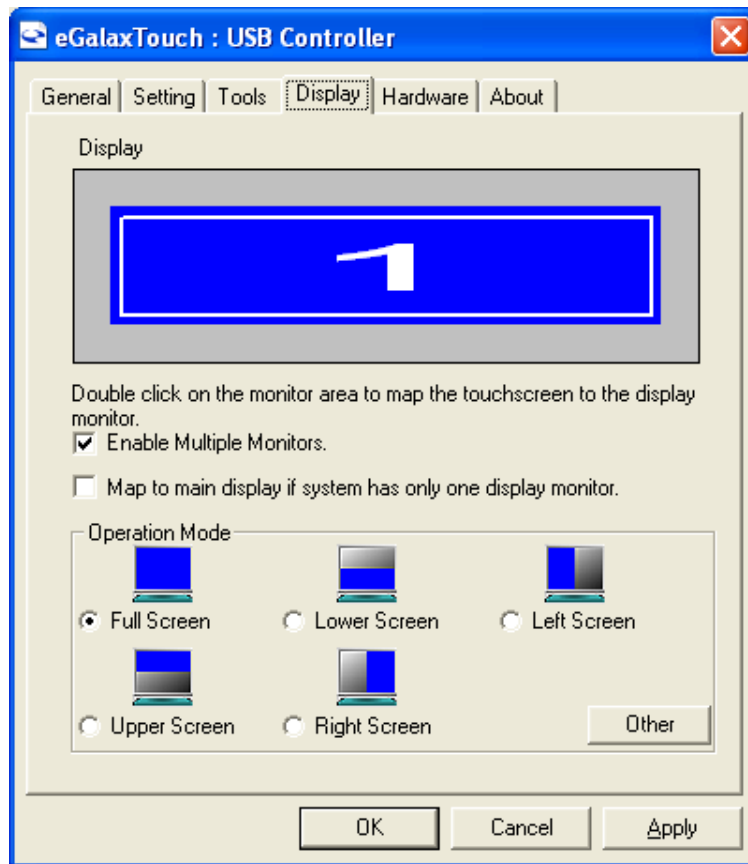 eGalaxTouch : USB Controller
General Setting Tools Display Hardware About
Display
1
Double click on the monitor area to map the touchscreen to the display
monitor.
Enable Multiple Monitors.
Map to main display if system has only one display monitor.
Operation Mode
Full Screen Lower Screen Left Screen
Upper Screen Right Screen Other
OK Cancel Apply